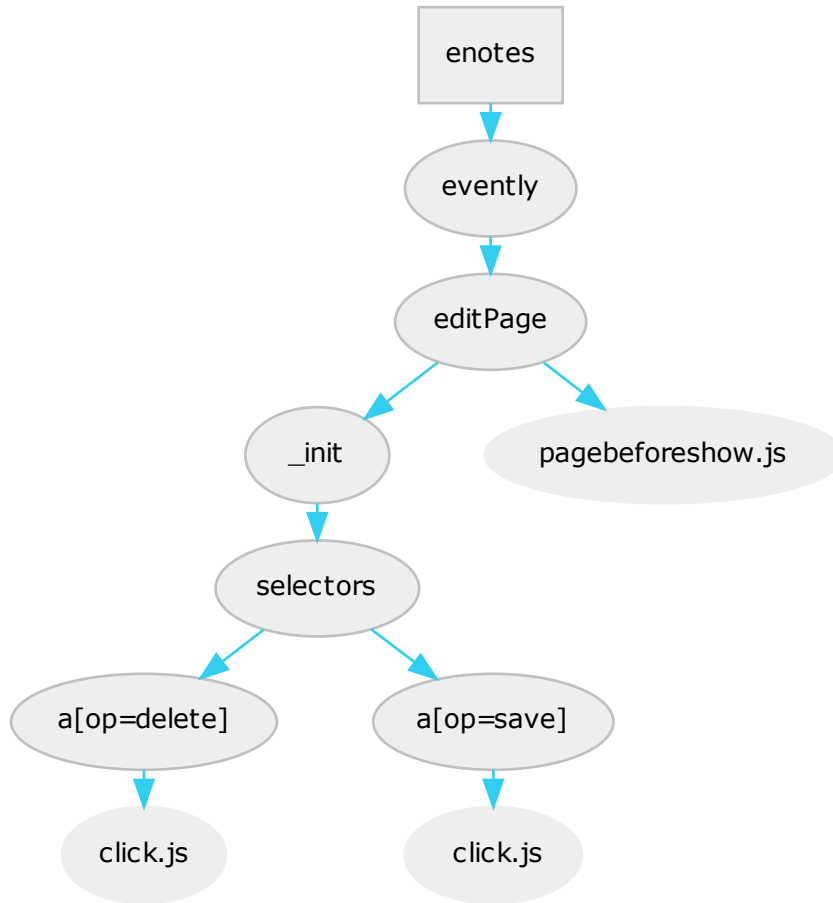 enotes
evently
editPage
_init
pagebeforeshow.js
selectors
a[op=delete]
a[op=save]
click.js
click.js